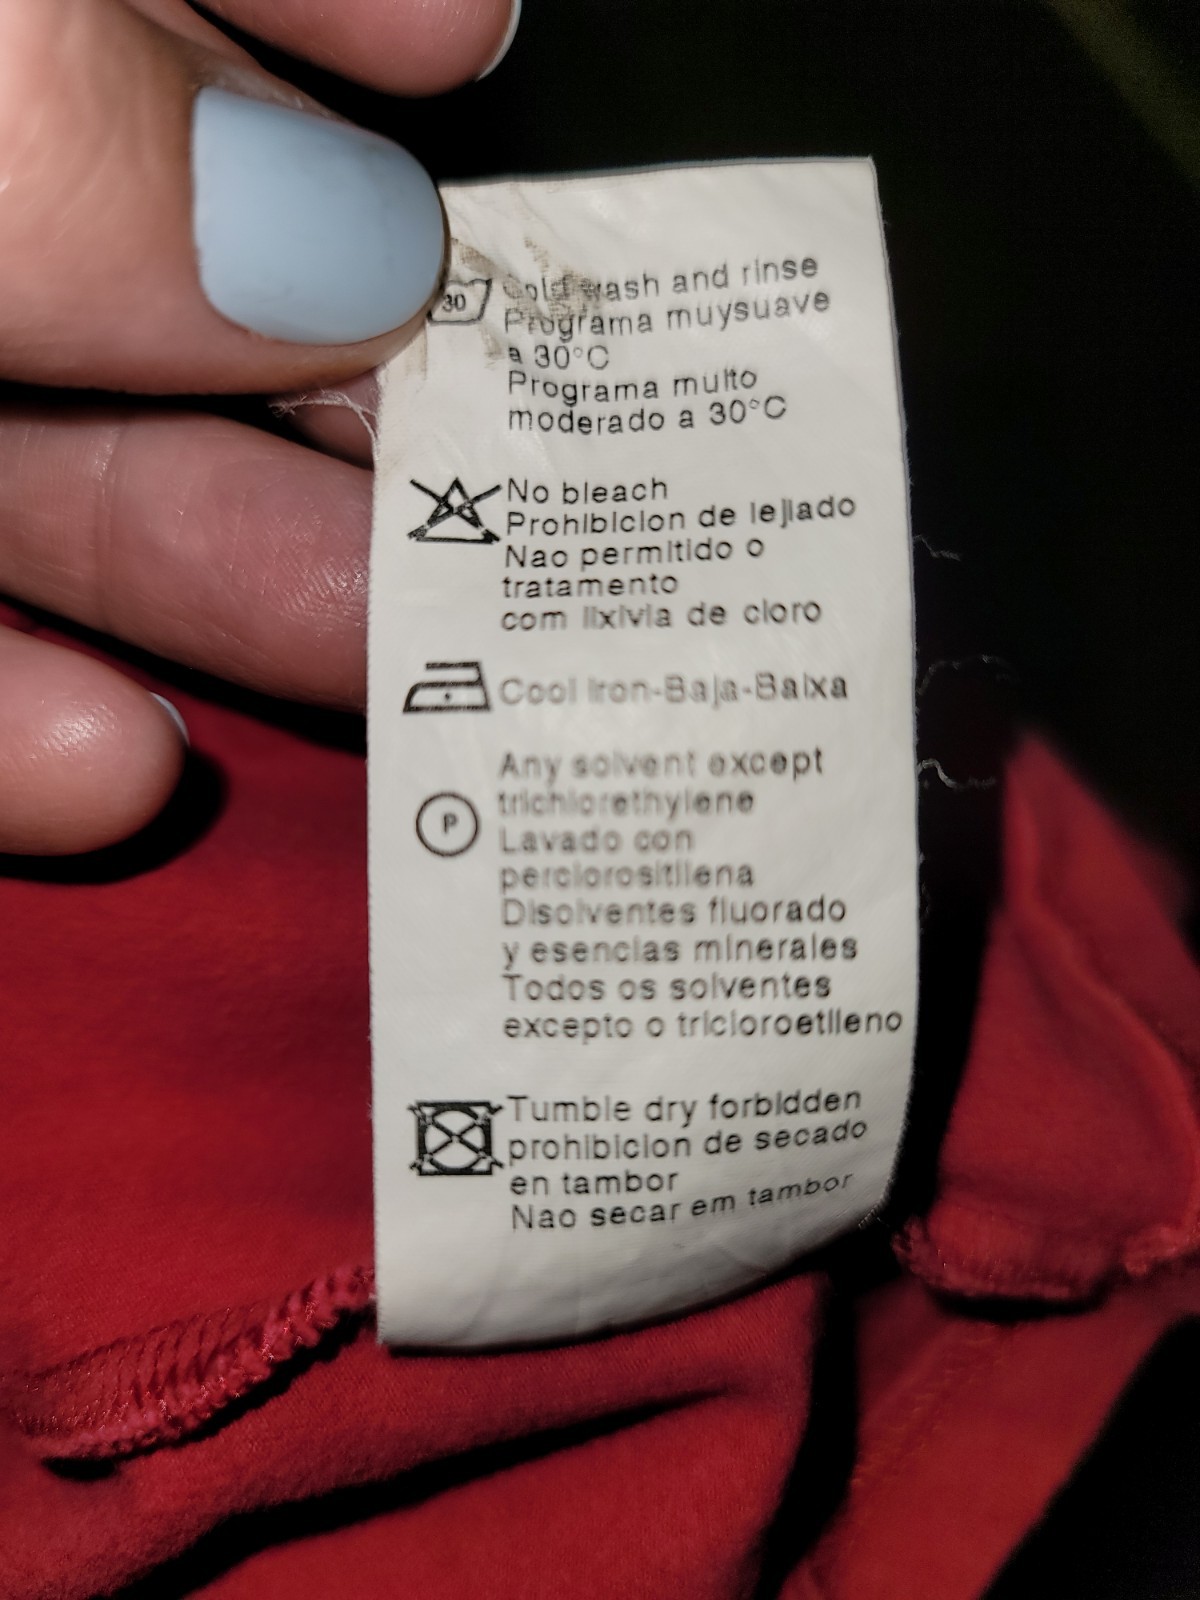 30 Cold wash and rinse
Programa muysuave
a 30°C
Programa muito
moderado a 30°C
No bleach
Prohibicion de lejiado
Nao permitido o
tratamento
com lixivia de cloro
Cool iron-Baja-Baixa
Any solvent except
trichlorethylene
P
Lavado con
perclorositilena
Disolventes fluorado
y esencias minerales
Todos os solventes
excepto o tricloroetileno
Tumble dry forbidden
prohibicion de secado
en tambor
Nao secar em tambor